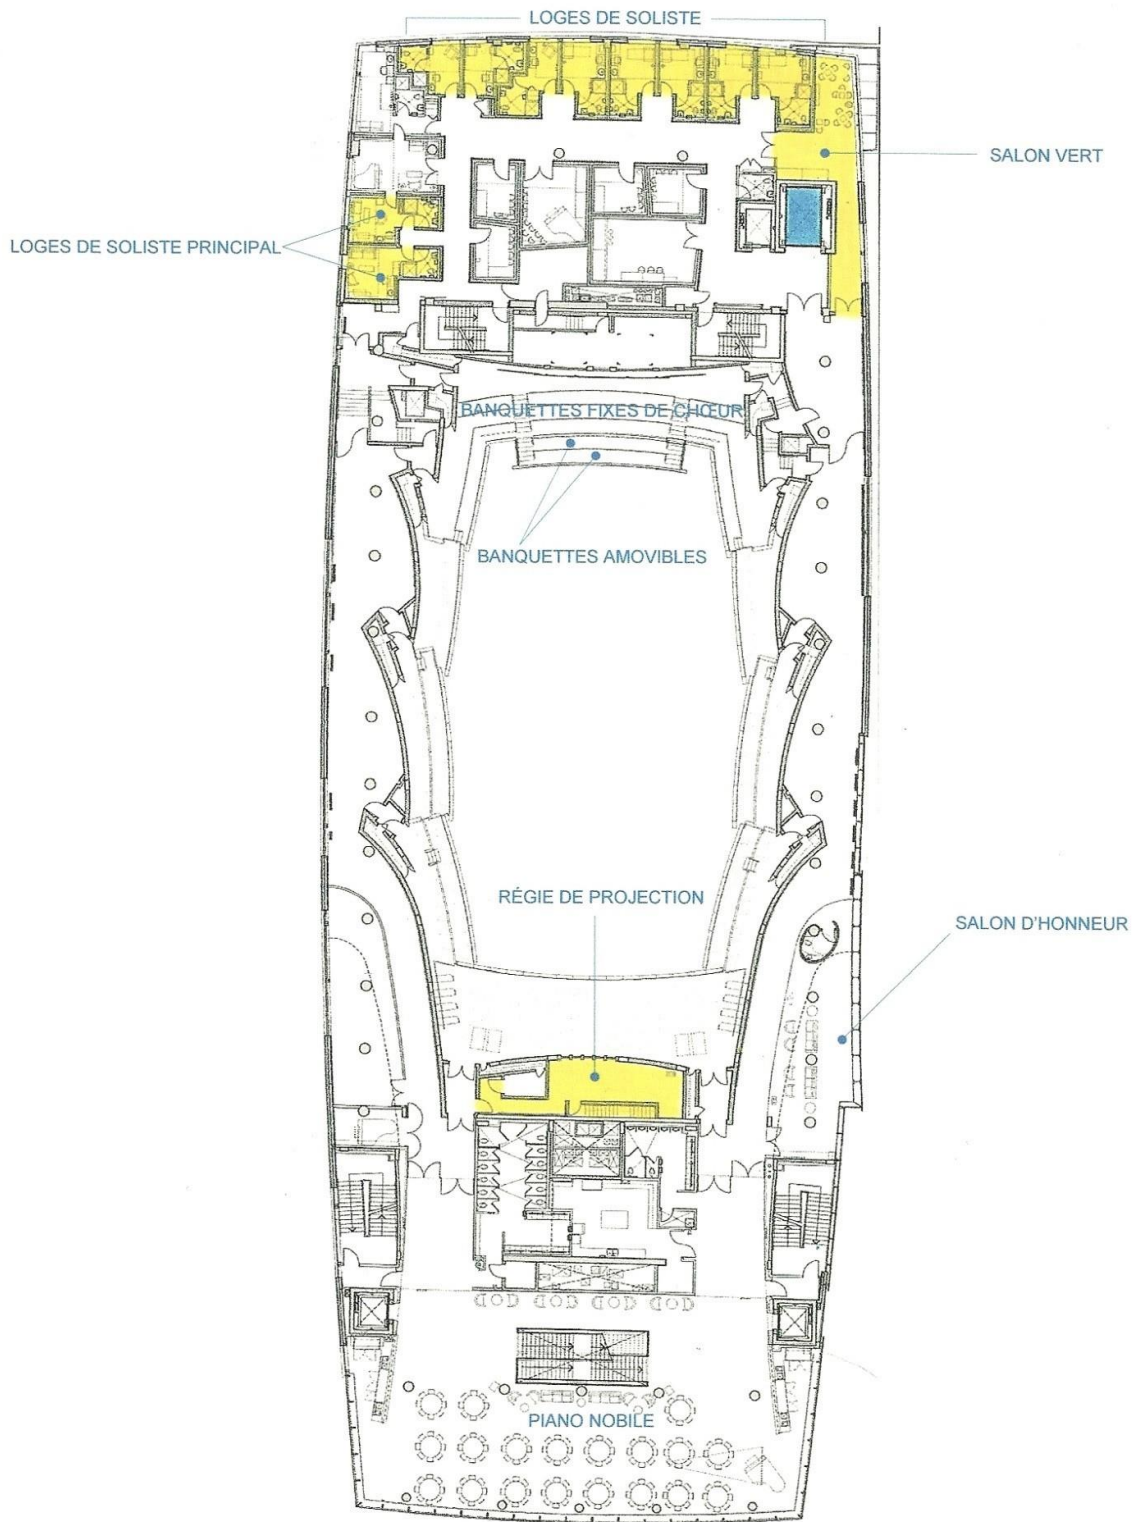 LOGES DE SOLISTE
SALON VERT
LOGES DE SOLISTE PRINCIPAL
BANQUETTES FIXES DE CHŒUR
BANQUETTES AMOVIBLES
RÉGIE DE PROJECTION
SALON D'HONNEUR
PIANO NOBILE